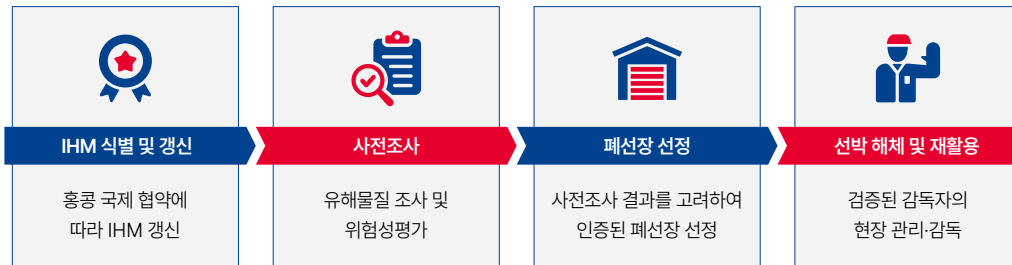 IHM 식별 및 갱신
홍콩 국제 협약에
따라 IHM 갱신
사전조사
유해물질 조사 및
위험성평가
폐선장 선정
사전조사 결과를 고려하여
인증된 폐선장 선정
선박 해체 및 재활용
검증된 감독자의
현장 관리·감독